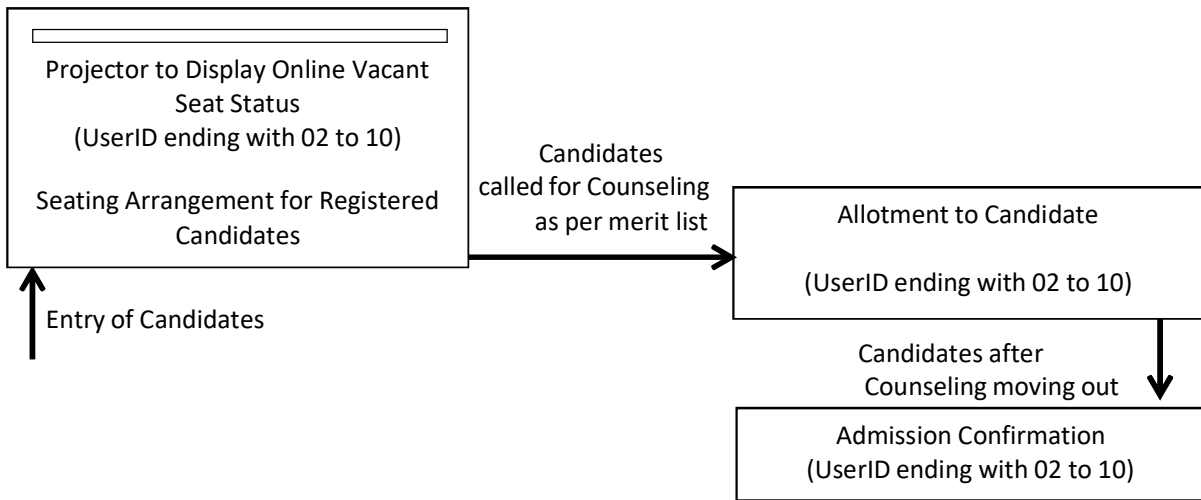 Projector to Display Online Vacant
Seat Status
(UserID ending with 02 to 10)
Seating Arrangement for Registered
Candidates
Entry of Candidates
Candidates
called for Counseling
as per merit list
Allotment to Candidate
(UserID ending with 02 to 10)
Candidates after
Counseling moving out
Admission Confirmation
(UserID ending with 02 to 10)